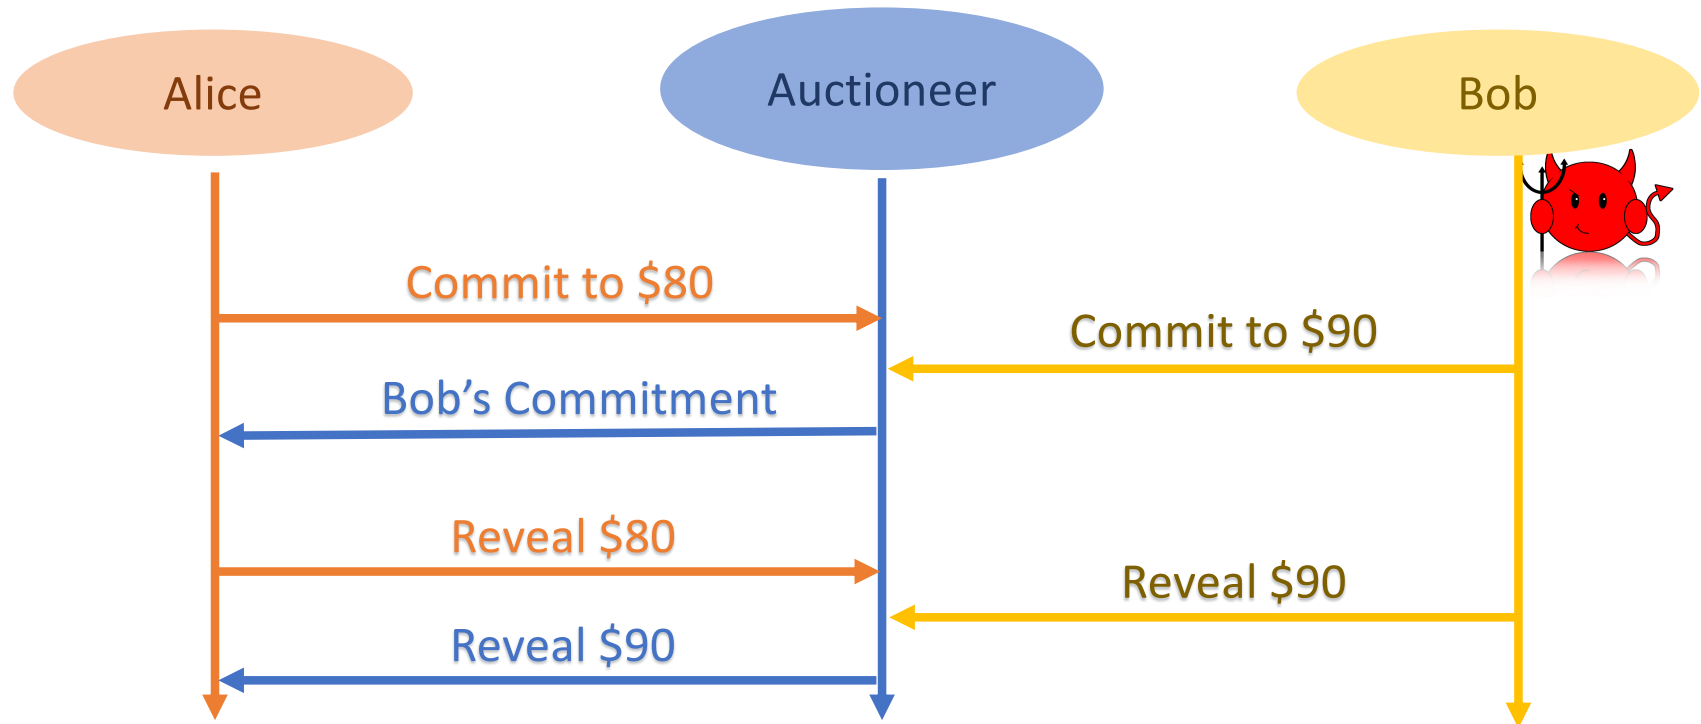 Alice
Auctioneer
Bob
Commit to $80
Commit to $90
Bob’s Commitment
Reveal $80
Reveal $90
Reveal $90